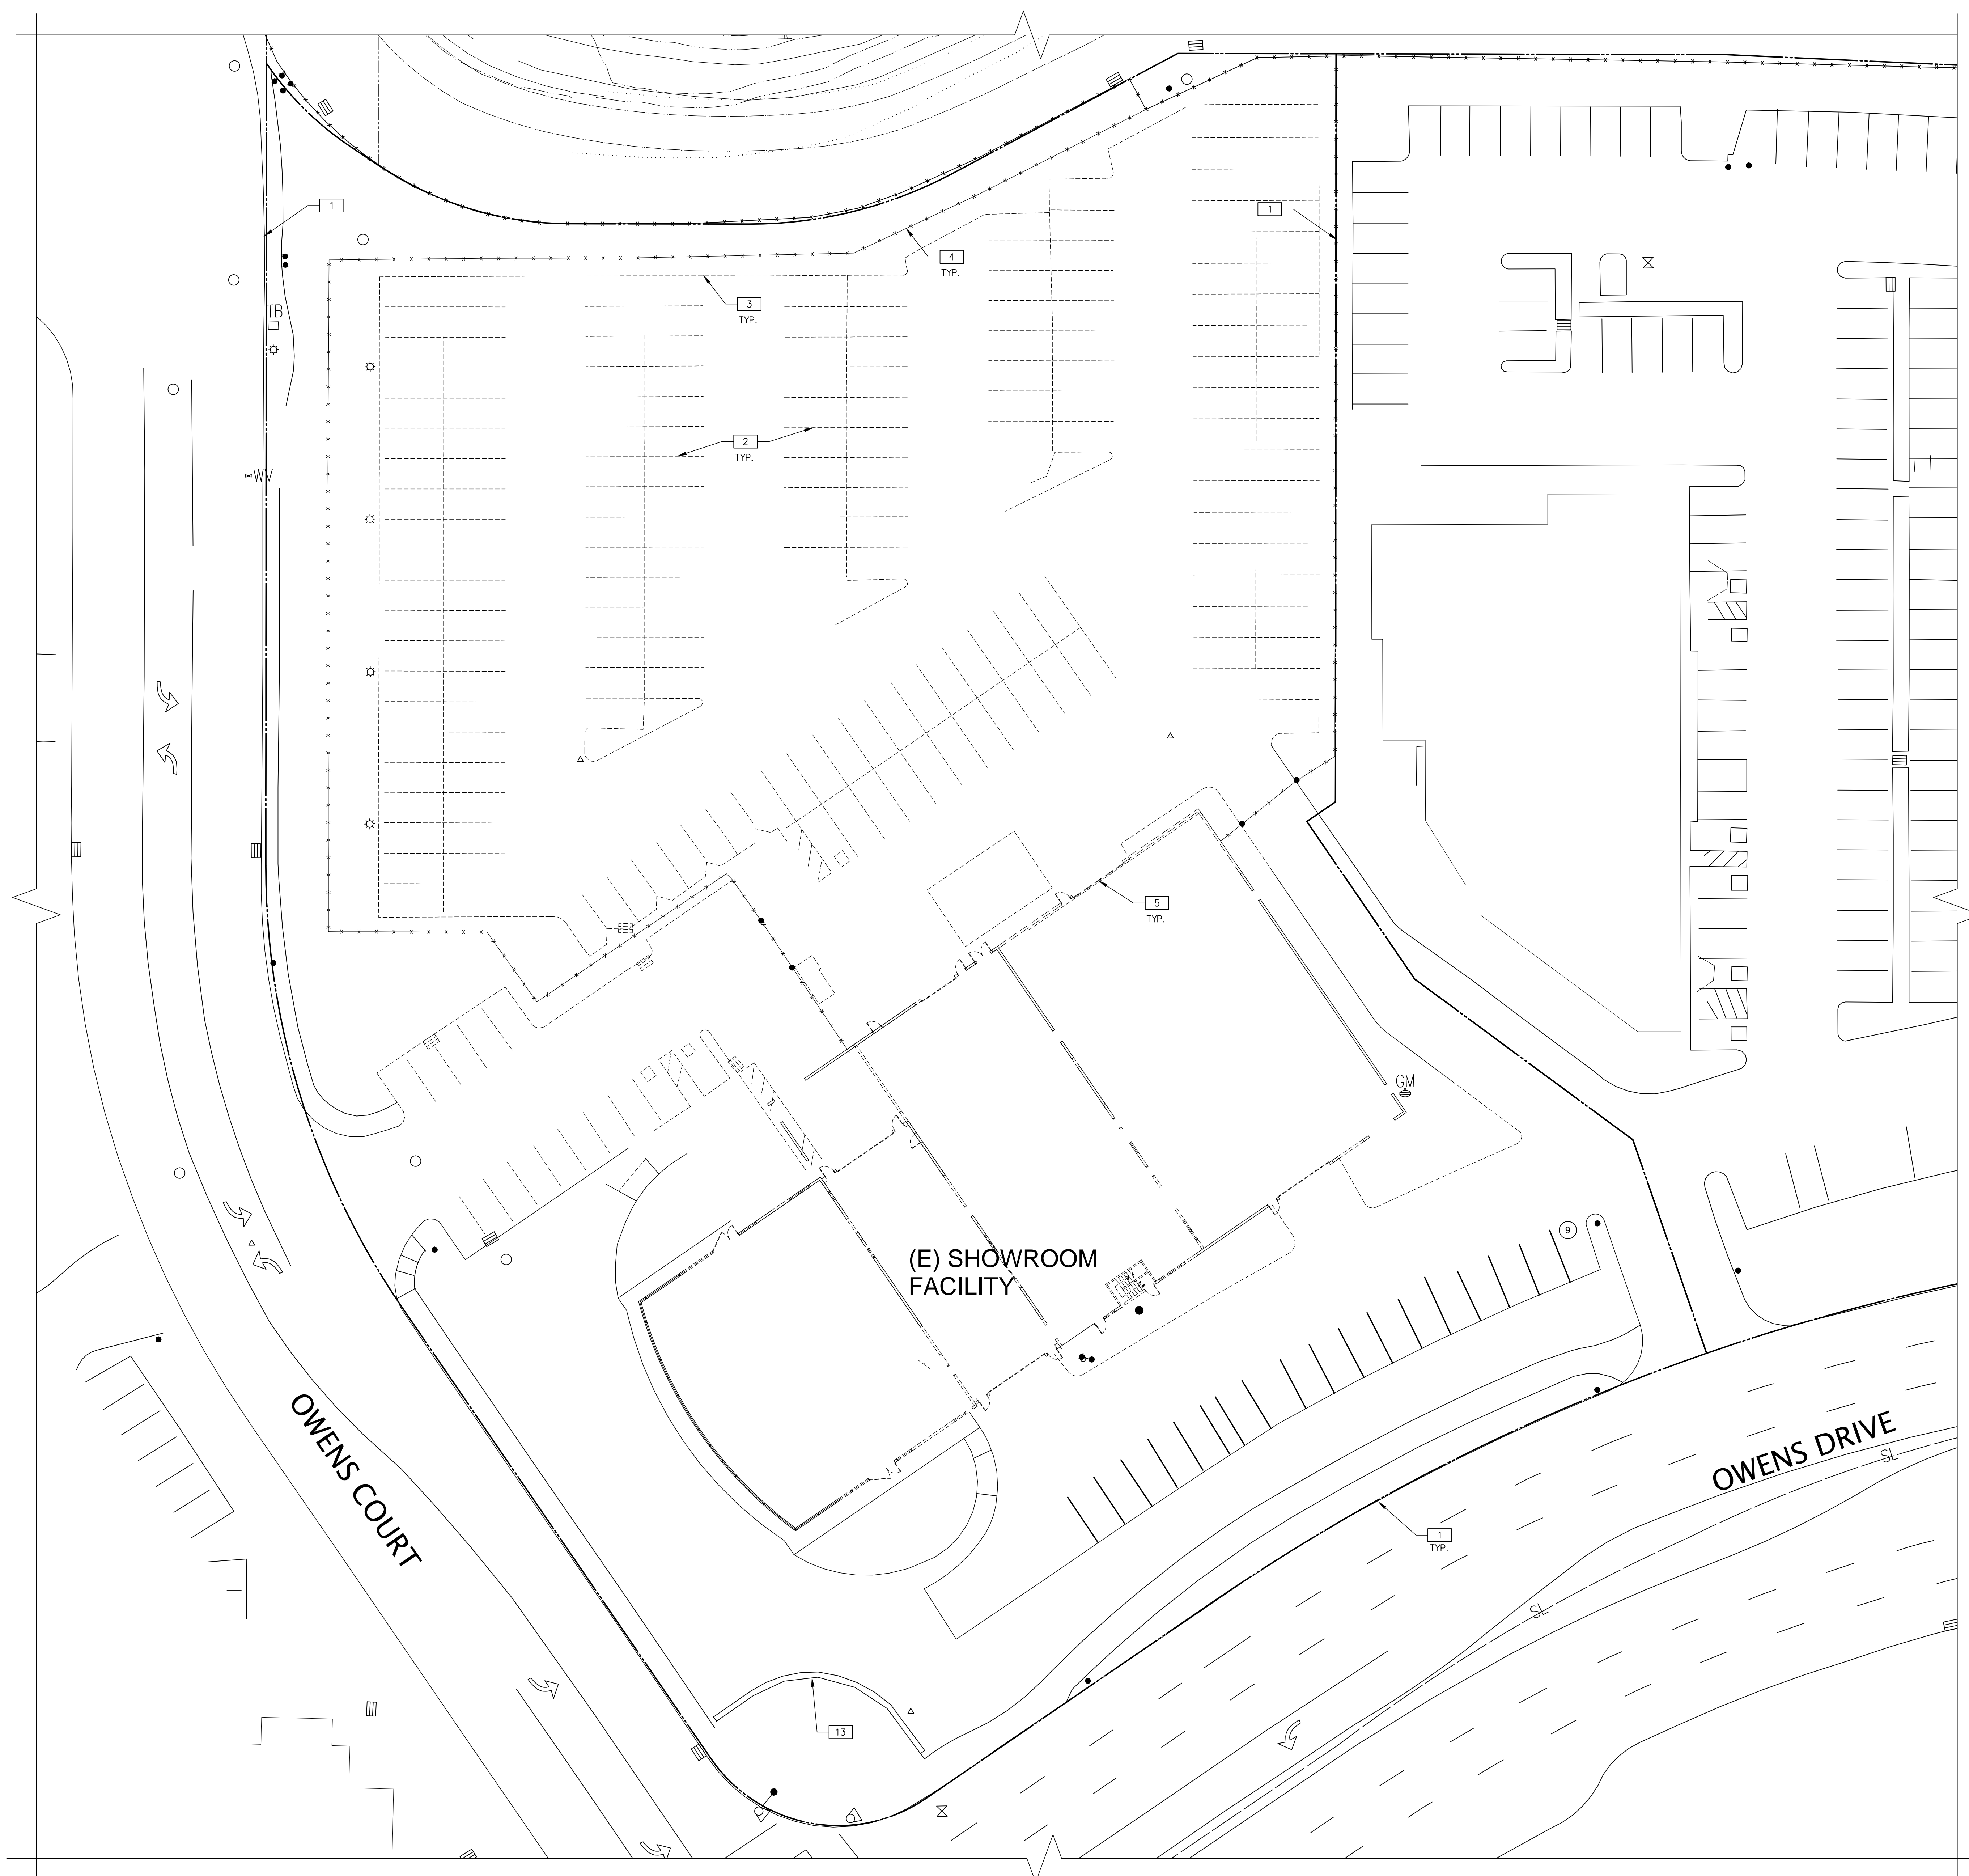 1
1
4
TYP.
3
TYP.
TB
2
TYP.
WV
5
TYP.
GM
9
(E) SHOWROOM
FACILITY
OWENS COURT
OWENS DRIVE
SL
1
TYP.
SL
13